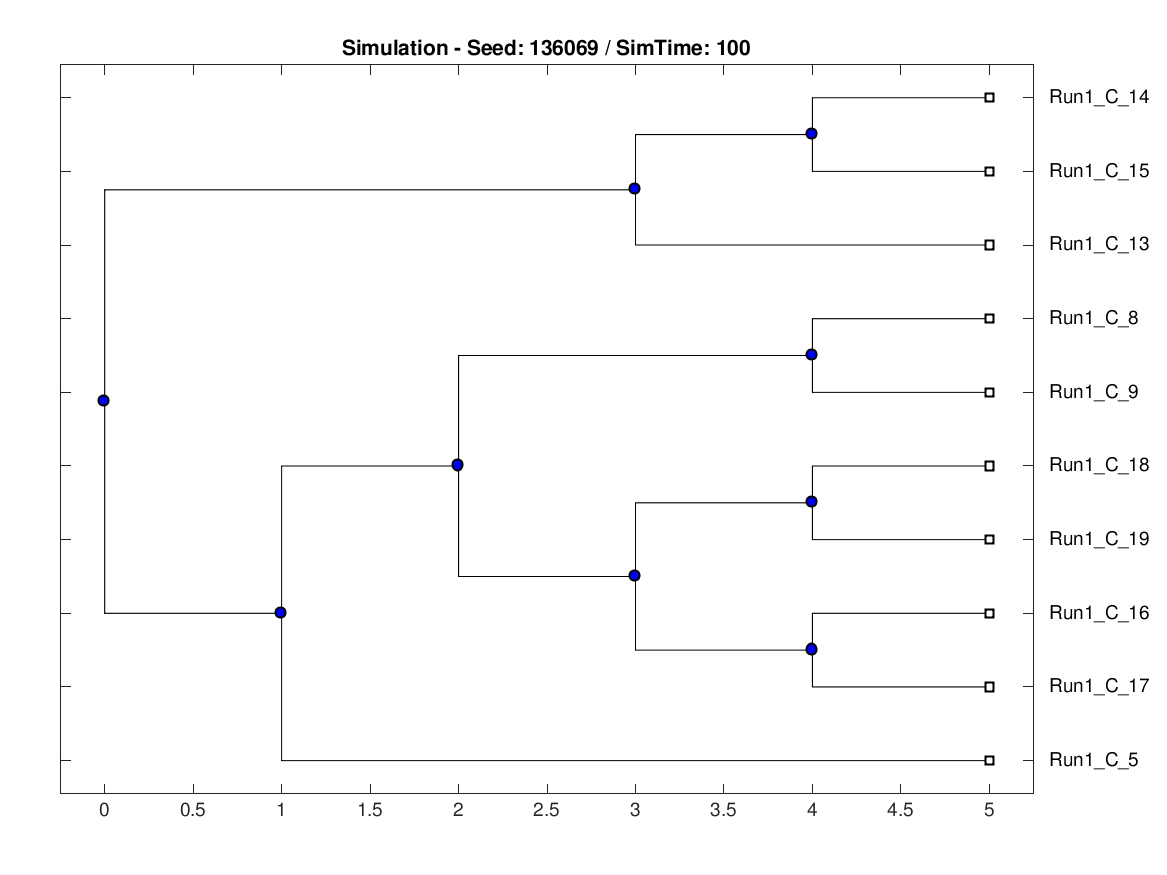 Simulation - Seed: 136069 / SimTime: 100
Run1_C_14
Run1_C_15
Run1_C_13
Run1_C_8
Run1_C_9
Run1_C_18
Run1_C_19
Run1_C_16
Run1_C_17
Run1_C_5
0 0.5 1 1.5 2 2.5 3 3.5 4 4.5 5